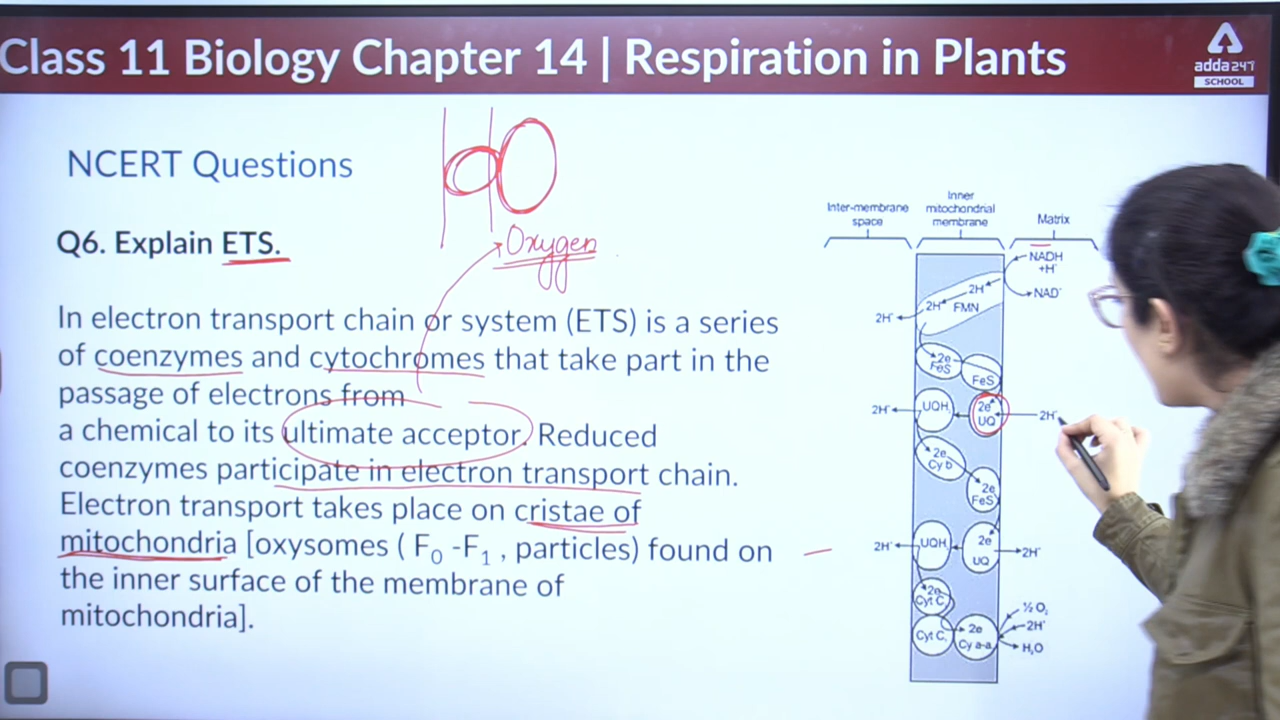 Class 11 Biology Chapter 14 | Respiration in Plants
adda247
SCHOOL
NCERT Questions
Q6. Explain ETS.
Oxygen
In electron transport chain or system (ETS) is a series
of coenzymes and cytochromes that take part in the
passage of electrons from
a chemical to its ultimate acceptor. Reduced
coenzymes participate in electron transport chain.
Electron transport takes place on cristae of
mitochondria [oxysomes ( F₀ -F₁ , particles) found on
the inner surface of the membrane of
mitochondria].
Inter-membrane
space
Inner
mitochondrial
membrane
Matrix
NADH
+H⁺
2H⁺
2H⁺
2H⁺
FMN
NAD⁺
2e
FeS
FeS
2H⁺
UQH₂
2e⁻
UQ
2H⁺
2e
Cy b
2e
FeS
2H⁺
UQH₂
2e
UQ
2H⁺
2e
Cyt C₁
Cyt C
2e
Cy a-a₃
½ O₂
2H⁺
H₂O